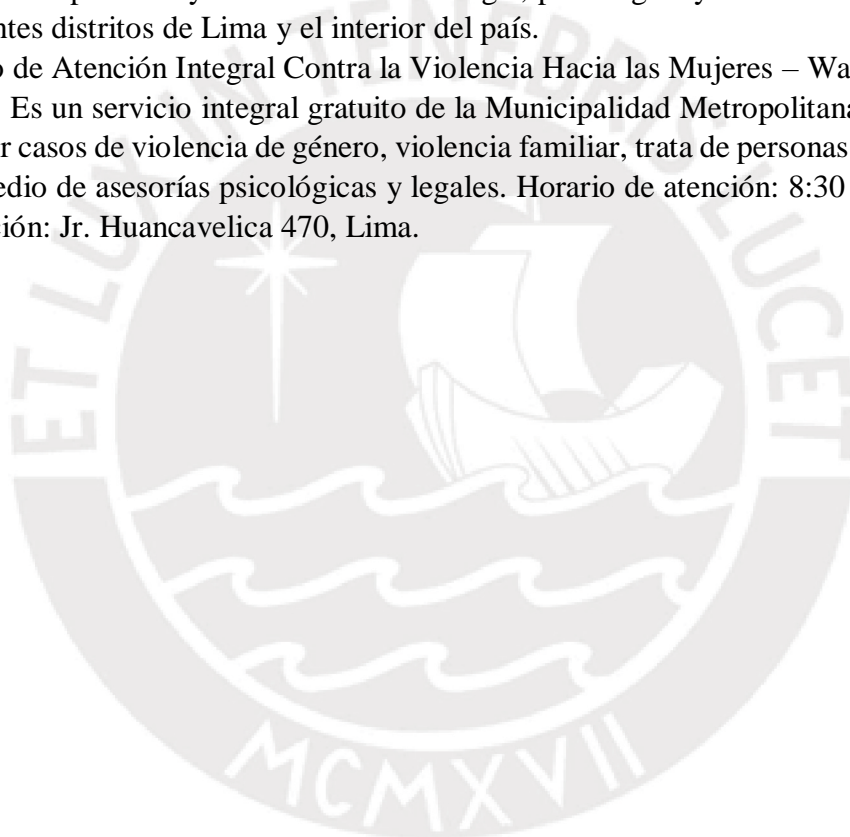 ntes distritos de Lima y el interior del país.
o de Atención Integral Contra la Violencia Hacia las Mujeres – Wa
Es un servicio integral gratuito de la Municipalidad Metropolitana
r casos de violencia de género, violencia familiar, trata de personas
edio de asesorías psicológicas y legales. Horario de atención: 8:30
ión: Jr. Huancavelica 470, Lima.
ET LUX IN TENEBRIS LUCET
MCMXVII